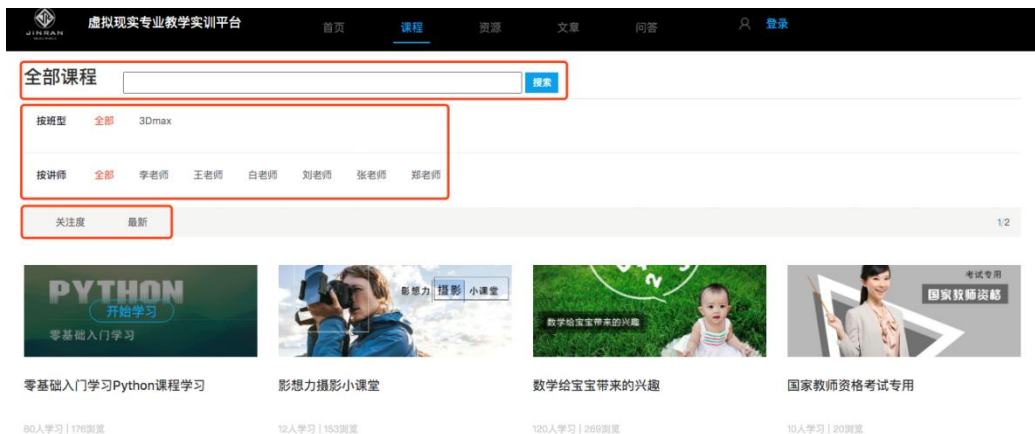 JINRAN
虚拟现实专业教学实训平台
首页 课程 资源 文章 问答 登录
全部课程 搜索
按班型 全部 3Dmax
按讲师 全部 李老师 王老师 白老师 刘老师 张老师 郑老师
关注度 最新 1/2
PYTHON
开始学习
零基础入门学习
影想力 摄影 小课堂
2
数学给宝宝带来的兴趣
考试专用
国家教师资格
零基础入门学习Python课程学习 影想力摄影小课堂 数学给宝宝带来的兴趣 国家教师资格考试专用
80人学习 | 176浏览 12人学习 | 153浏览 120人学习 | 269浏览 10人学习 | 20浏览